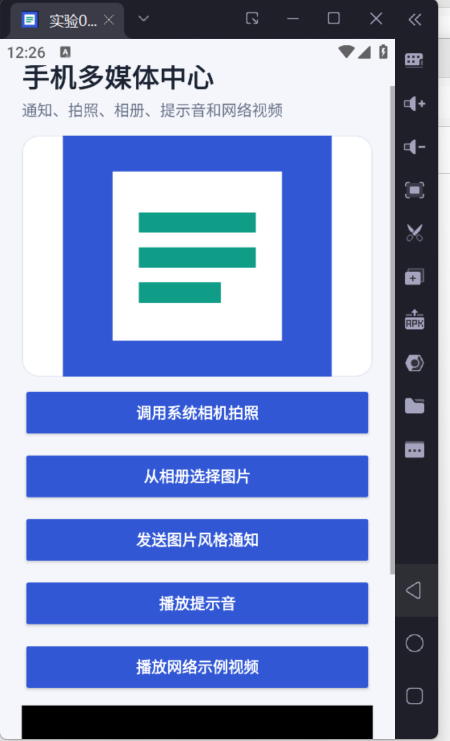 实验0...
12:26 A
手机多媒体中心
通知、拍照、相册、提示音和网络视频
调用系统相机拍照
从相册选择图片
发送图片风格通知
播放提示音
播放网络示例视频
APK